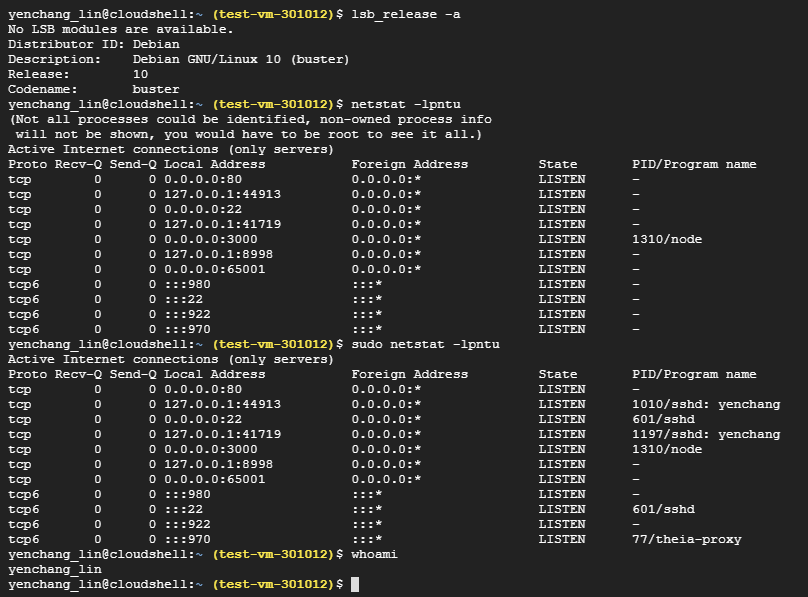 yenchang_lin@cloudshell:~ (test-vm-301012)$ lsb_release -a
No LSB modules are available.
Distributor ID: Debian
Description:    Debian GNU/Linux 10 (buster)
Release:        10
Codename:       buster
yenchang_lin@cloudshell:~ (test-vm-301012)$ netstat -lpntu
(Not all processes could be identified, non-owned process info
 will not be shown, you would have to be root to see it all.)
Active Internet connections (only servers)
Proto Recv-Q Send-Q Local Address           Foreign Address         State       PID/Program name
tcp        0      0 0.0.0.0:80              0.0.0.0:*               LISTEN      -
tcp        0      0 127.0.0.1:44913         0.0.0.0:*               LISTEN      -
tcp        0      0 0.0.0.0:22              0.0.0.0:*               LISTEN      -
tcp        0      0 127.0.0.1:41719         0.0.0.0:*               LISTEN      -
tcp        0      0 0.0.0.0:3000            0.0.0.0:*               LISTEN      1310/node
tcp        0      0 127.0.0.1:8998          0.0.0.0:*               LISTEN      -
tcp        0      0 0.0.0.0:65001           0.0.0.0:*               LISTEN      -
tcp6       0      0 :::980                  :::*                    LISTEN      -
tcp6       0      0 :::22                   :::*                    LISTEN      -
tcp6       0      0 :::922                  :::*                    LISTEN      -
tcp6       0      0 :::970                  :::*                    LISTEN      -
yenchang_lin@cloudshell:~ (test-vm-301012)$ sudo netstat -lpntu
Active Internet connections (only servers)
Proto Recv-Q Send-Q Local Address           Foreign Address         State       PID/Program name
tcp        0      0 0.0.0.0:80              0.0.0.0:*               LISTEN      -
tcp        0      0 127.0.0.1:44913         0.0.0.0:*               LISTEN      1010/sshd: yenchang
tcp        0      0 0.0.0.0:22              0.0.0.0:*               LISTEN      601/sshd
tcp        0      0 127.0.0.1:41719         0.0.0.0:*               LISTEN      1197/sshd: yenchang
tcp        0      0 0.0.0.0:3000            0.0.0.0:*               LISTEN      1310/node
tcp        0      0 127.0.0.1:8998          0.0.0.0:*               LISTEN      -
tcp        0      0 0.0.0.0:65001           0.0.0.0:*               LISTEN      -
tcp6       0      0 :::980                  :::*                    LISTEN      -
tcp6       0      0 :::22                   :::*                    LISTEN      601/sshd
tcp6       0      0 :::922                  :::*                    LISTEN      -
tcp6       0      0 :::970                  :::*                    LISTEN      77/theia-proxy
yenchang_lin@cloudshell:~ (test-vm-301012)$ whoami
yenchang_lin
yenchang_lin@cloudshell:~ (test-vm-301012)$